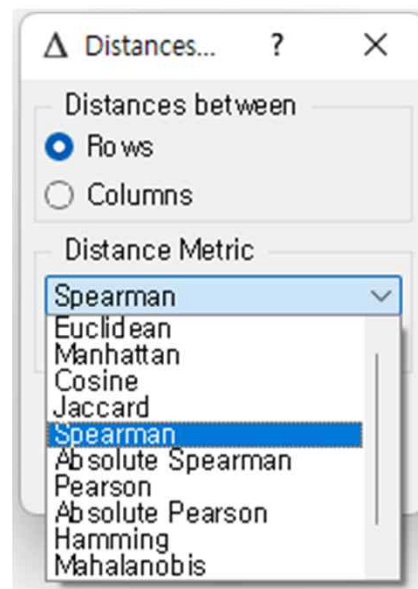 Δ Distances... ?
Distances between
Rows
Columns
Distance Metric
Spearman
Euclidean
Manhattan
Cosine
Jaccard
Spearman
Absolute Spearman
Pearson
Absolute Pearson
Hamming
Mahalanobis